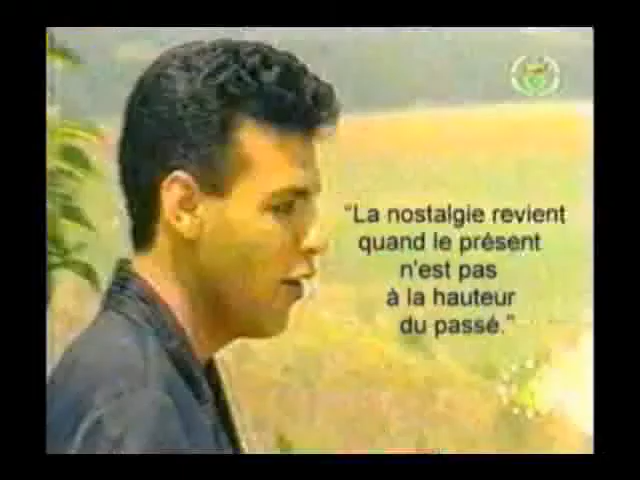 "La nostalgie revient
quand le présent
n'est pas
à la hauteur
du passé."